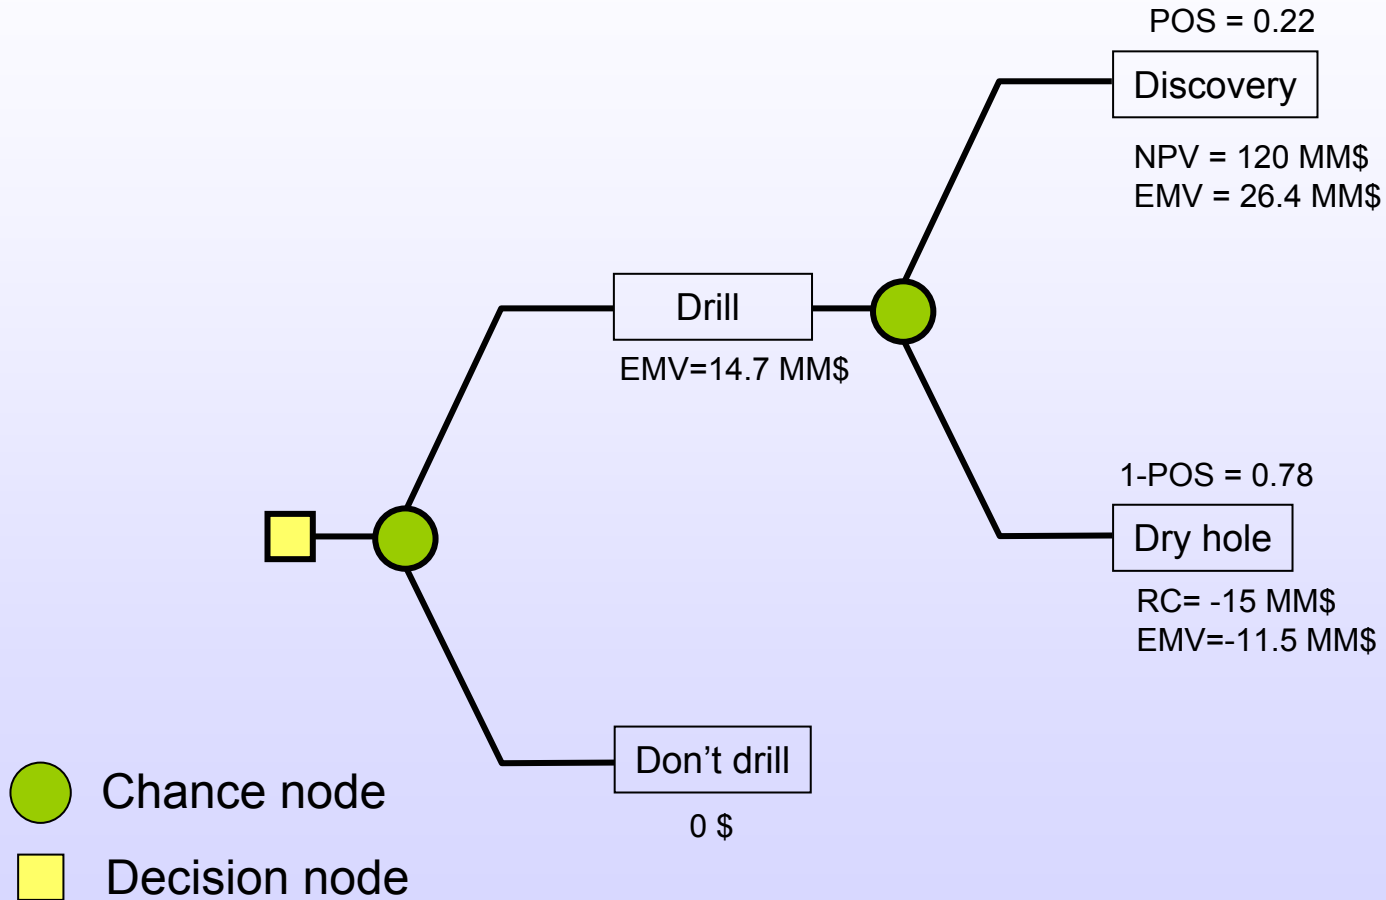 POS = 0.22
Discovery
NPV = 120 MM$
EMV = 26.4 MM$
Drill
EMV=14.7 MM$
1-POS = 0.78
Dry hole
RC= -15 MM$
EMV=-11.5 MM$
Don’t drill
0 $
Chance node
Decision node